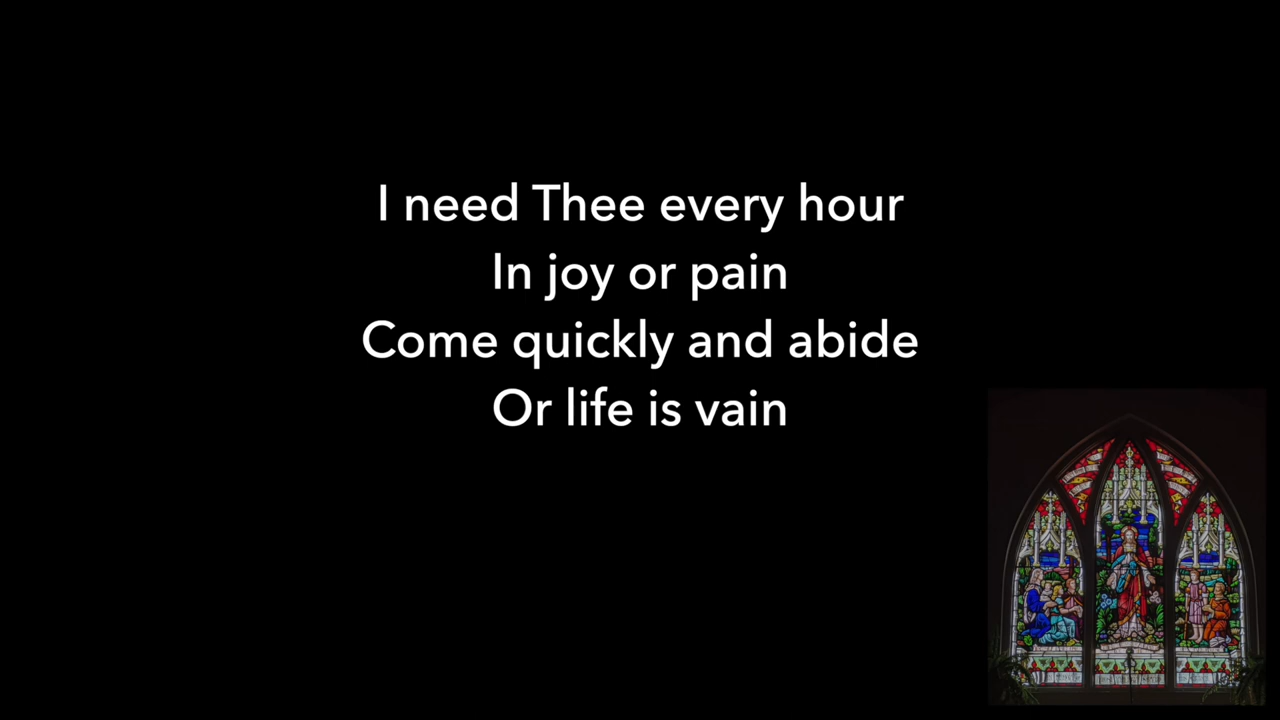 I need Thee every hour
In joy or pain
Come quickly and abide
Or life is vain